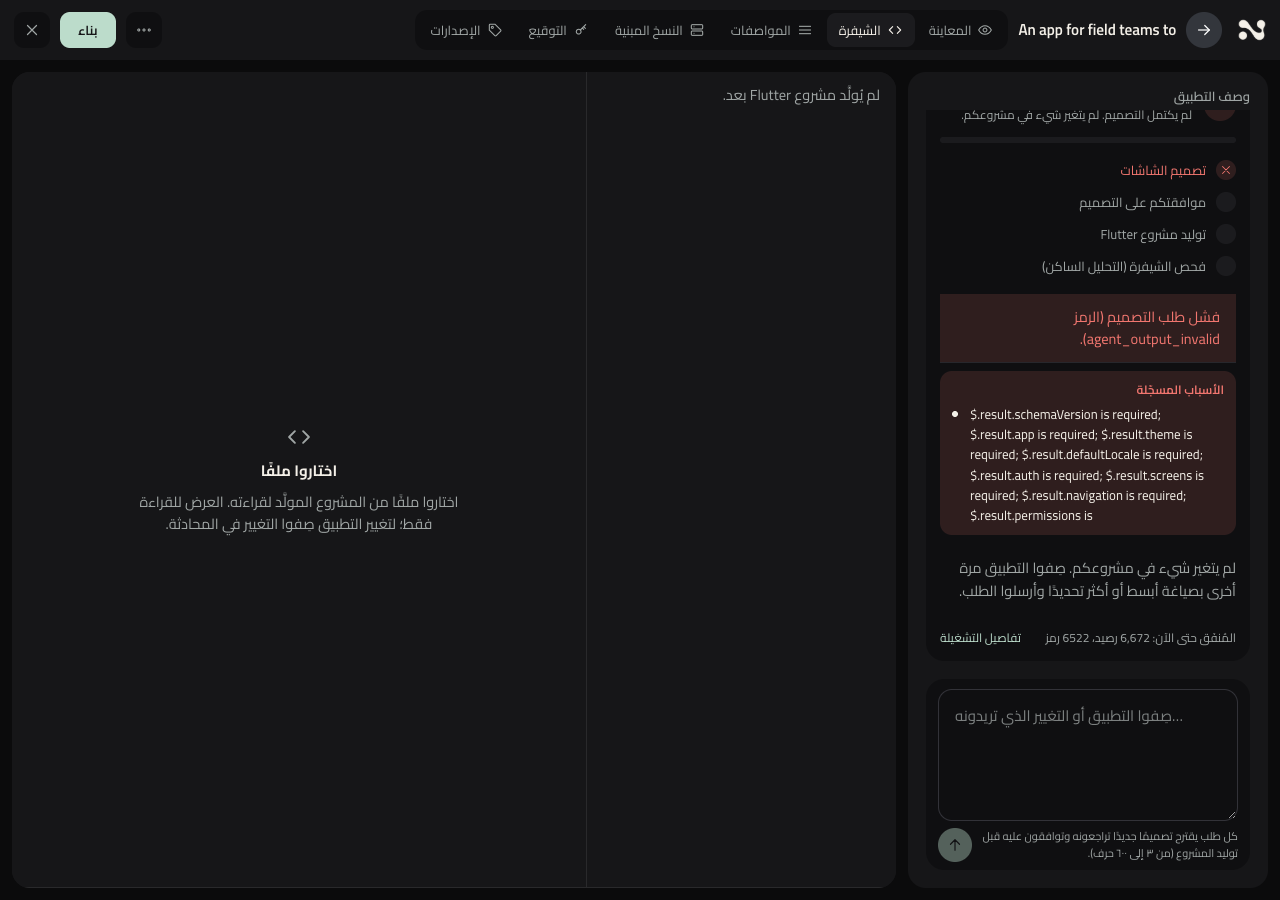 An app for field teams to
المعاينة
الشيفرة
المواصفات
النسخ المبنية
التوقيع
الإصدارات
بناء
وصف التطبيق
لم يكتمل التصميم. لم يتغير شيء في مشروعكم.
تصميم الشاشات
موافقتكم على التصميم
توليد مشروع Flutter
فحص الشيفرة (التحليل الساكن)
فشل طلب التصميم (الرمز
agent_output_invalid).
الأسباب المسجّلة
$.result.schemaVersion is required;
$.result.app is required; $.result.theme is
required; $.result.defaultLocale is required;
$.result.auth is required; $.result.screens is
required; $.result.navigation is required;
$.result.permissions is
لم يتغير شيء في مشروعكم. صِفوا التطبيق مرة
أخرى بصياغة أبسط أو أكثر تحديدًا وأرسلوا الطلب.
المُنفَق حتى الآن: 6,672 رصيد، 6522 رمز
تفاصيل التشغيلة
صِفوا التطبيق أو التغيير الذي تريدونه...
كل طلب يقترح تصميمًا جديدًا تراجعونه وتوافقون عليه قبل
توليد المشروع (من ٣ إلى ٦٠٠ حرف).
لم يُولَّد مشروع Flutter بعد.
اختاروا ملفًا
اختاروا ملفًا من المشروع المولَّد لقراءته. العرض للقراءة
فقط؛ لتغيير التطبيق صِفوا التغيير في المحادثة.